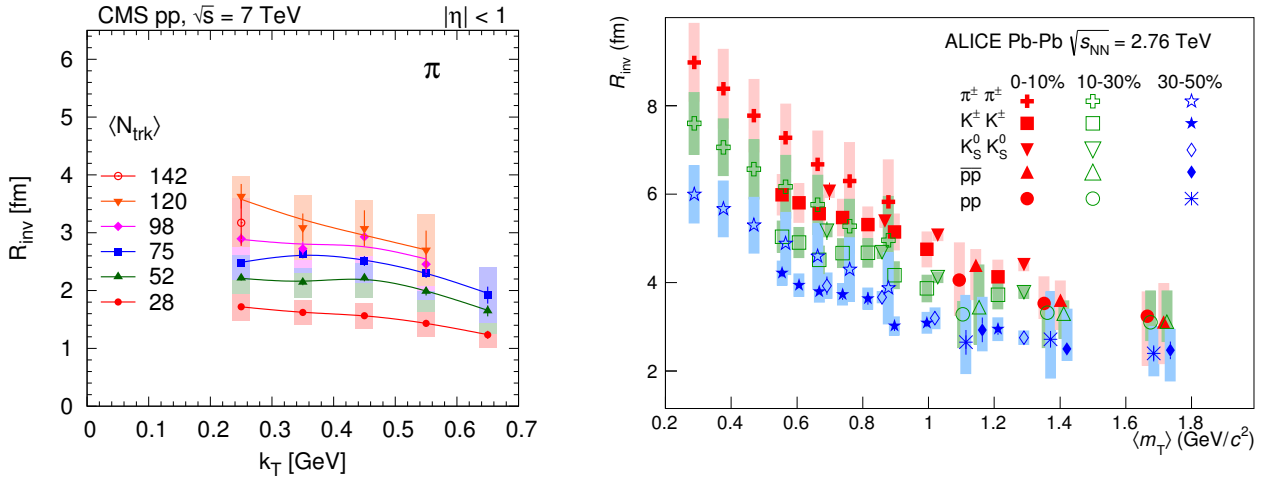 CMS pp, √s = 7 TeV |η| < 1
π
⟨N_trk⟩
142
120
98
75
52
28
R_inv [fm]
6
5
4
3
2
1
0
0 0.1 0.2 0.3 0.4 0.5 0.6 0.7
k_T [GeV]
ALICE Pb-Pb √s_NN = 2.76 TeV
0-10% 10-30% 30-50%
π± π±
K± K±
K⁰_S K⁰_S
p̅p̅
pp
R_inv (fm)
8
6
4
2
0.2 0.4 0.6 0.8 1 1.2 1.4 1.6 1.8
⟨m_T⟩ (GeV/c²)